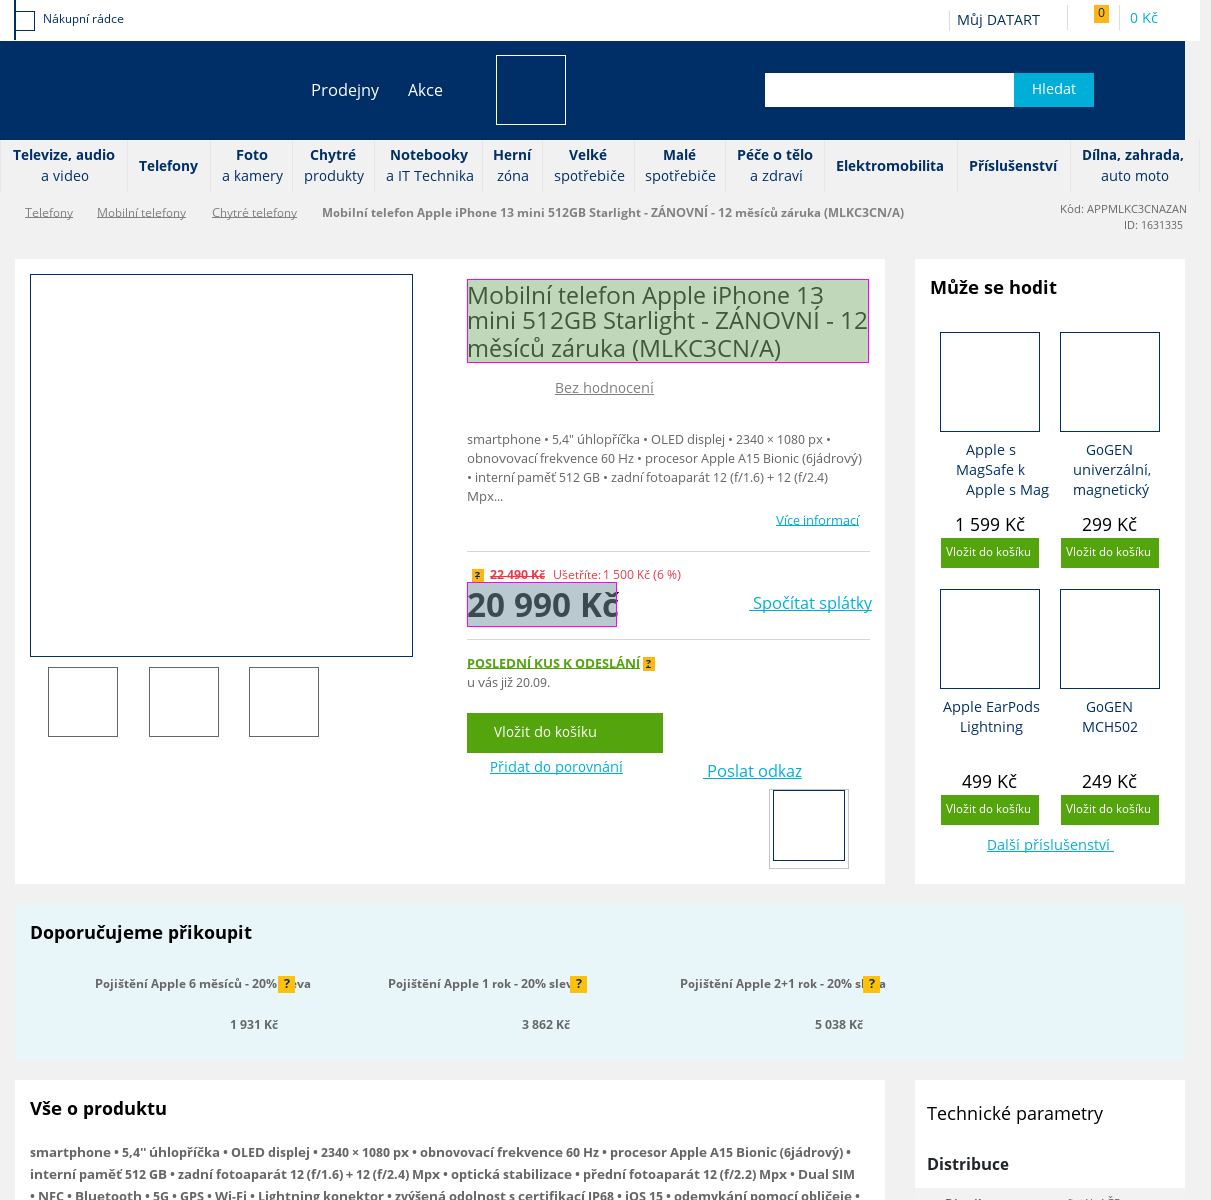 Nákupní rádce
Můj DATART
0
0 Kč
Prodejny
Akce
Hledat
Televize, audio
a video
Telefony
Foto
a kamery
Chytré
produkty
Notebooky
a IT Technika
Herní
zóna
Velké
spotřebiče
Malé
spotřebiče
Péče o tělo
a zdraví
Elektromobilita
Příslušenství
Dílna, zahrada,
auto moto
Telefony
Mobilní telefony
Chytré telefony
Mobilní telefon Apple iPhone 13 mini 512GB Starlight - ZÁNOVNÍ - 12 měsíců záruka (MLKC3CN/A)
Kód: APPMLKC3CNAZAN
ID: 1631335
Mobilní telefon Apple iPhone 13
mini 512GB Starlight - ZÁNOVNÍ - 12
měsíců záruka (MLKC3CN/A)
Bez hodnocení
smartphone • 5,4" úhlopříčka • OLED displej • 2340 × 1080 px •
obnovovací frekvence 60 Hz • procesor Apple A15 Bionic (6jádrový)
• interní paměť 512 GB • zadní fotoaparát 12 (f/1.6) + 12 (f/2.4)
Mpx...
Více informací
? 22 490 Kč Ušetříte: 1 500 Kč (6 %)
20 990 Kč
Spočítat splátky
POSLEDNÍ KUS K ODESLÁNÍ ?
u vás již 20.09.
Vložit do košíku
Přidat do porovnání
Poslat odkaz
Může se hodit
Apple s
MagSafe k
Apple s Mag
1 599 Kč
Vložit do košíku
GoGEN
univerzální,
magnetický
299 Kč
Vložit do košíku
Apple EarPods
Lightning
499 Kč
Vložit do košíku
GoGEN
MCH502
249 Kč
Vložit do košíku
Další příslušenství
Doporučujeme přikoupit
Pojištění Apple 6 měsíců - 20% ?
1 931 Kč
Pojištění Apple 1 rok - 20% ?
3 862 Kč
Pojištění Apple 2+1 rok - 20% ?
5 038 Kč
Vše o produktu
smartphone • 5,4'' úhlopříčka • OLED displej • 2340 × 1080 px • obnovovací frekvence 60 Hz • procesor Apple A15 Bionic (6jádrový) •
interní paměť 512 GB • zadní fotoaparát 12 (f/1.6) + 12 (f/2.4) Mpx • optická stabilizace • přední fotoaparát 12 (f/2.2) Mpx • Dual SIM
• NFC • Bluetooth • 5G • GPS • Wi-Fi • Lightning konektor • zvýšená odolnost s certifikací IP68 • iOS 15 • odemykání pomocí obličeje •
Technické parametry
Distribuce